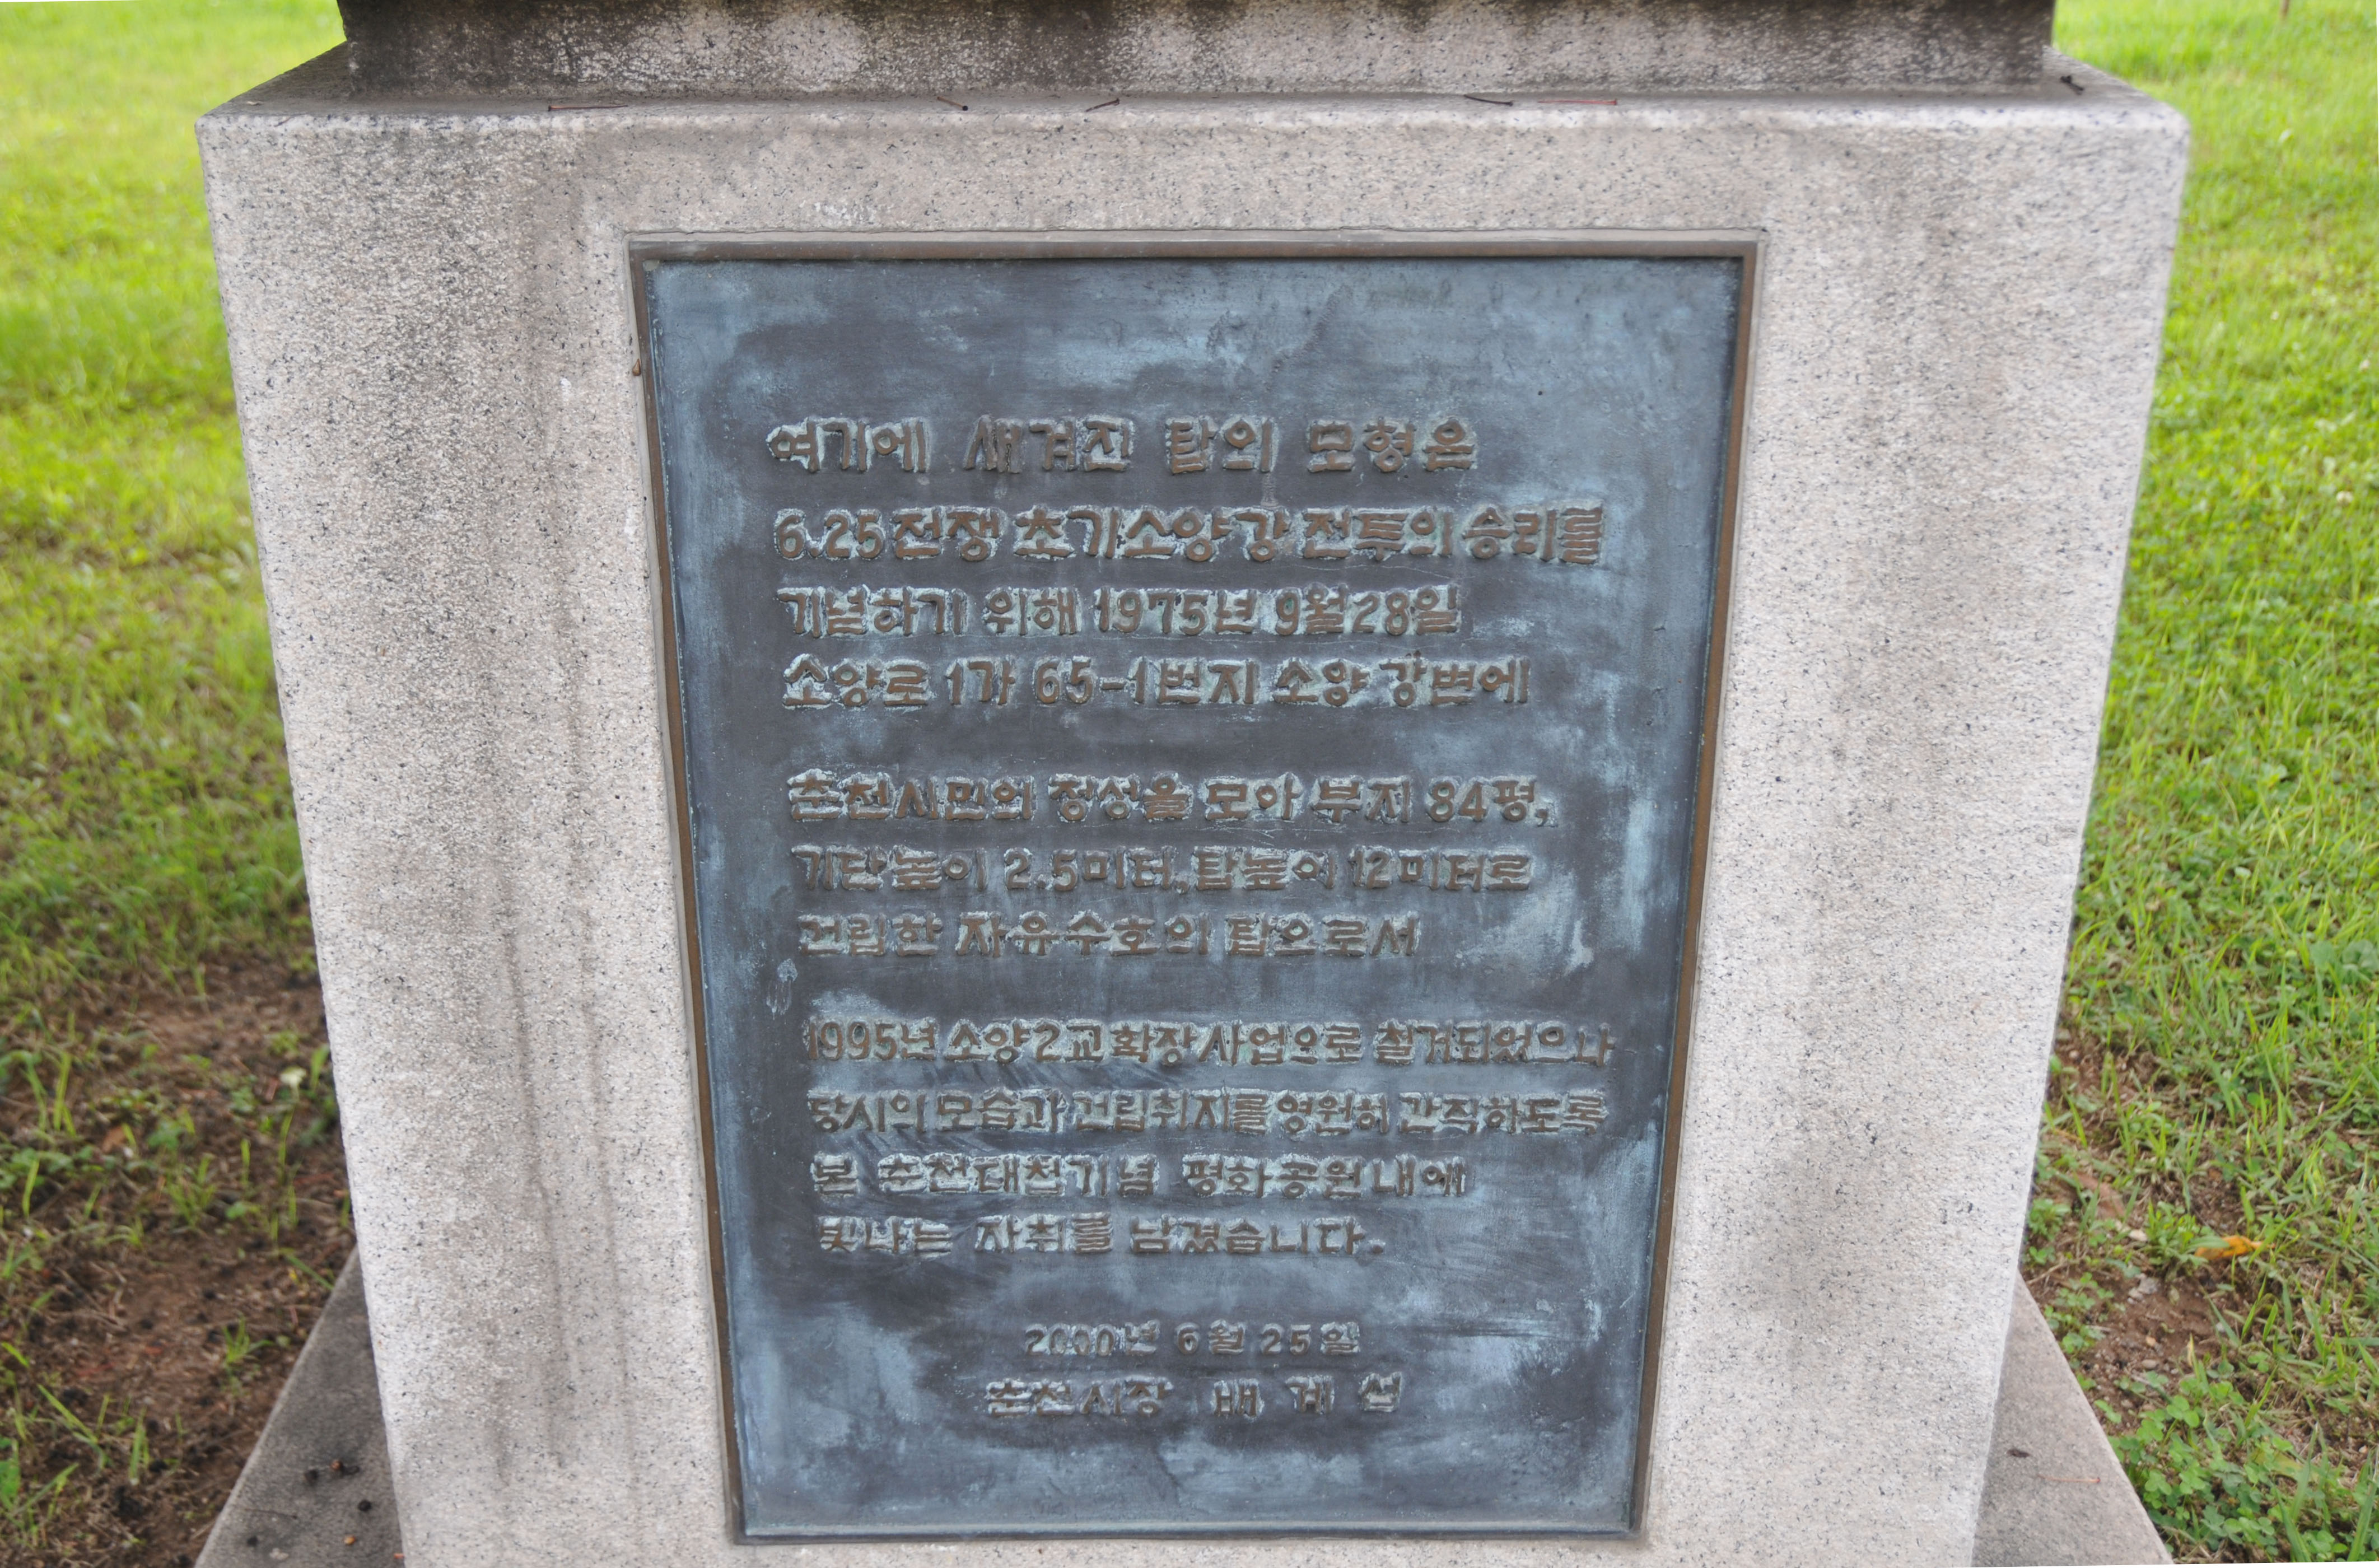 여기에 새겨진 탑의 모형은
6.25전쟁 초기소양강 전투의 승리를
기념하기 위해 1975년 9월28일
소양로 1가 65-1번지 소양강변에
춘천시민의 정성을 모아 부지 84평,
기단높이 2.5미터,탑높이 12미터로
건립한 자유수호의 탑으로서
1995년 소양2교 확장사업으로 철거되었으나
당시의 모습과 건립취지를 영원히 간직하도록
본 춘천대첩기념 평화공원내에
빛나는 자취를 남겼습니다.
2000년 6월 25일
춘천시장 배 계 섭